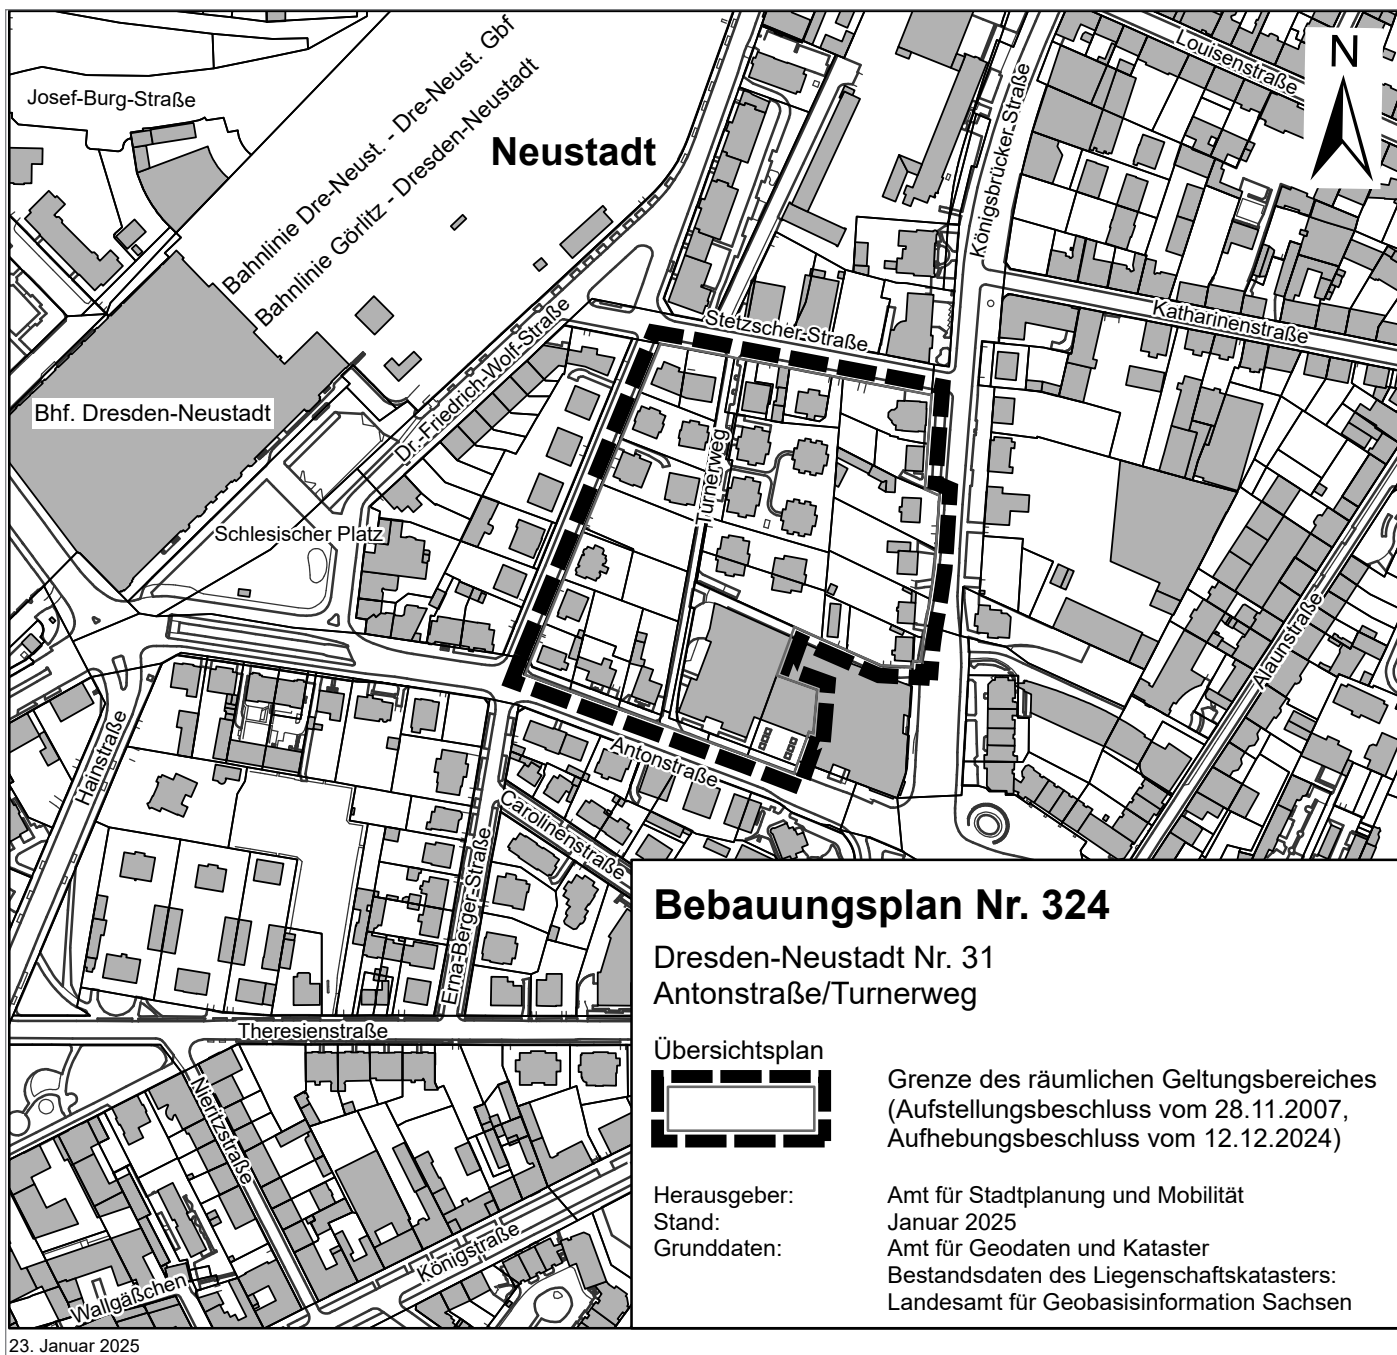 Louisenstraße
N
Josef-Burg-Straße
Bahnlinie Dre-Neust. - Dre-Neust. Gbf
Bahnlinie Görlitz - Dresden-Neustadt
Neustadt
Königsbrücker-Straße
Katharinenstraße
Stetzscher-Straße
Dr.-Friedrich-Wolf-Straße
Bhf. Dresden-Neustadt
Turnerweg
Schlesischer Platz
Alaunstraße
Hainstraße
Antonstraße
Carolinenstraße
Erna-Berger-Straße
Theresienstraße
Nieritzstraße
Königstraße
Wallgäßchen
Bebauungsplan Nr. 324
Dresden-Neustadt Nr. 31
Antonstraße/Turnerweg
Übersichtsplan
Grenze des räumlichen Geltungsbereiches
(Aufstellungsbeschluss vom 28.11.2007,
Aufhebungsbeschluss vom 12.12.2024)
Herausgeber: Amt für Stadtplanung und Mobilität
Stand: Januar 2025
Grunddaten: Amt für Geodaten und Kataster
Bestandsdaten des Liegenschaftskatasters:
Landesamt für Geobasisinformation Sachsen
23. Januar 2025